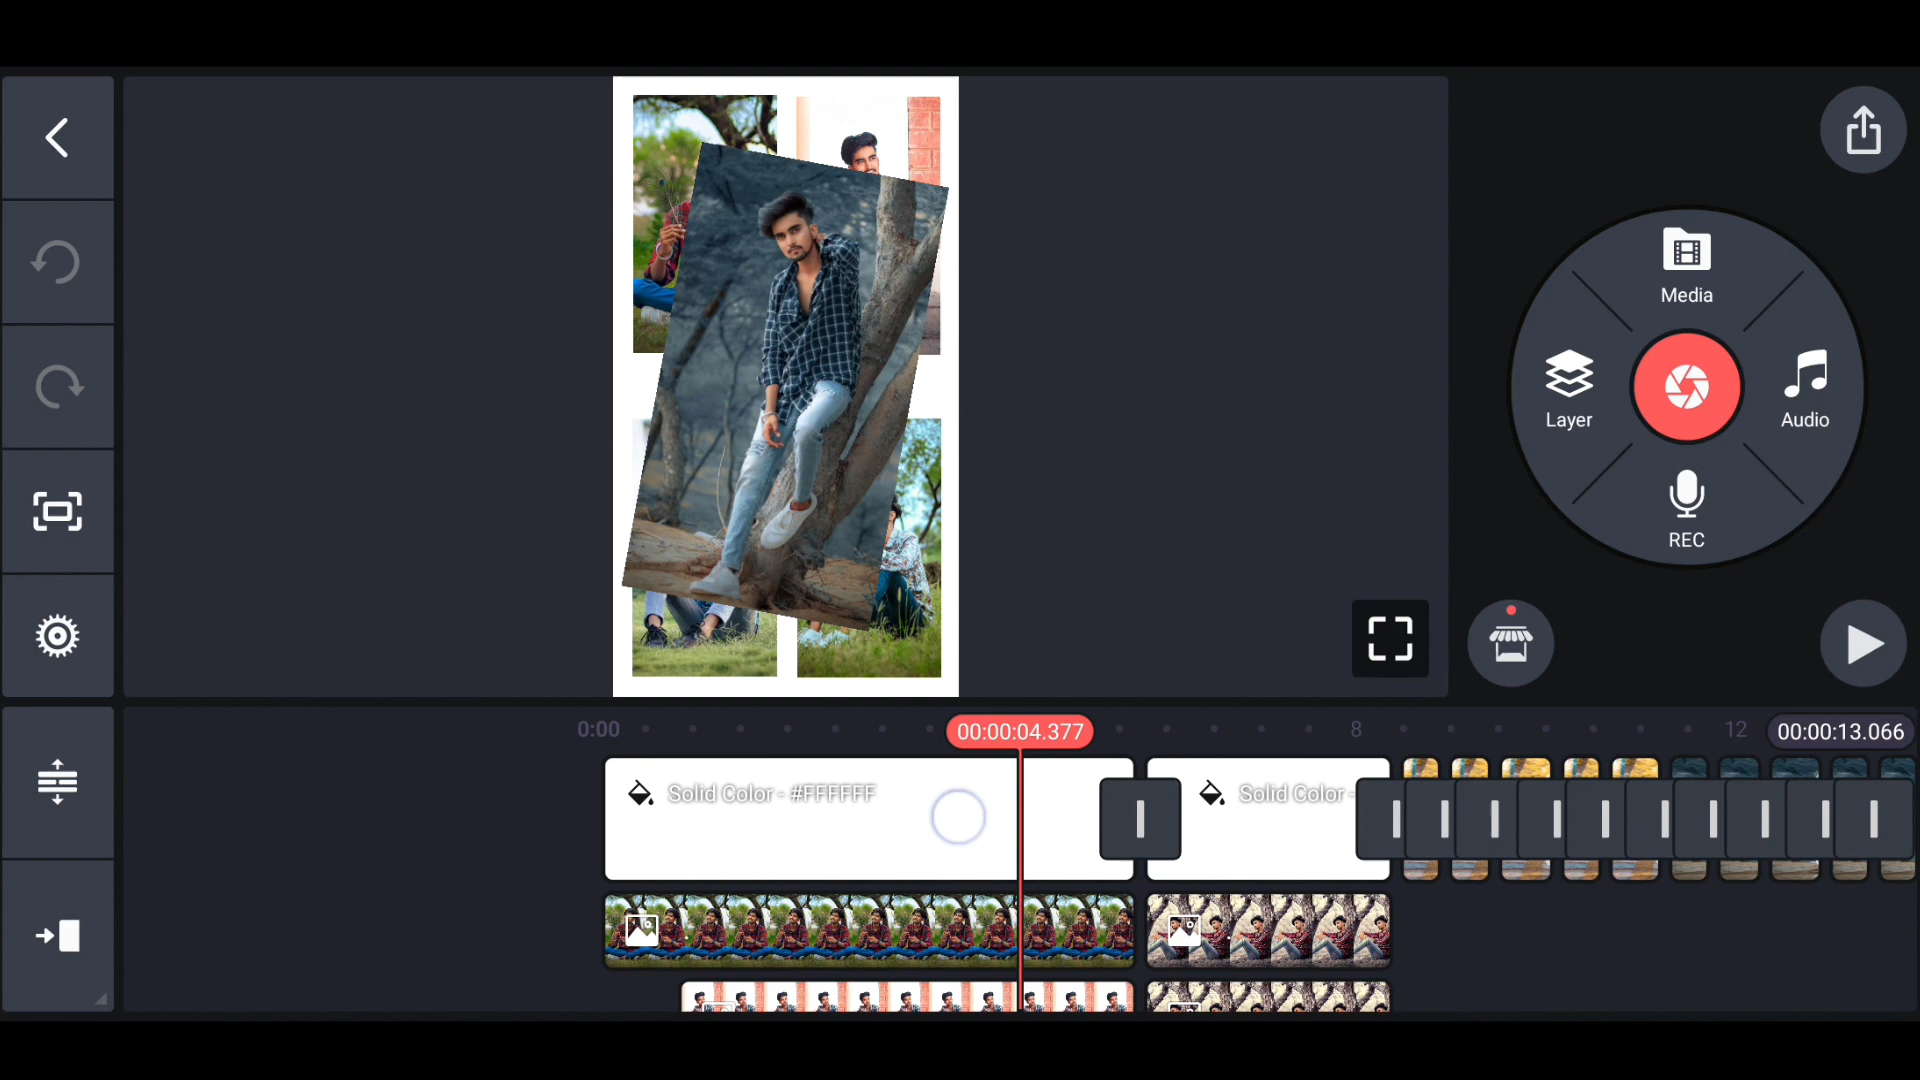 Media
Layer
Audio
REC
0:00
00:00:04.377
8
12
00:00:13.066
Solid Color - #FFFFFF
Solid Color -